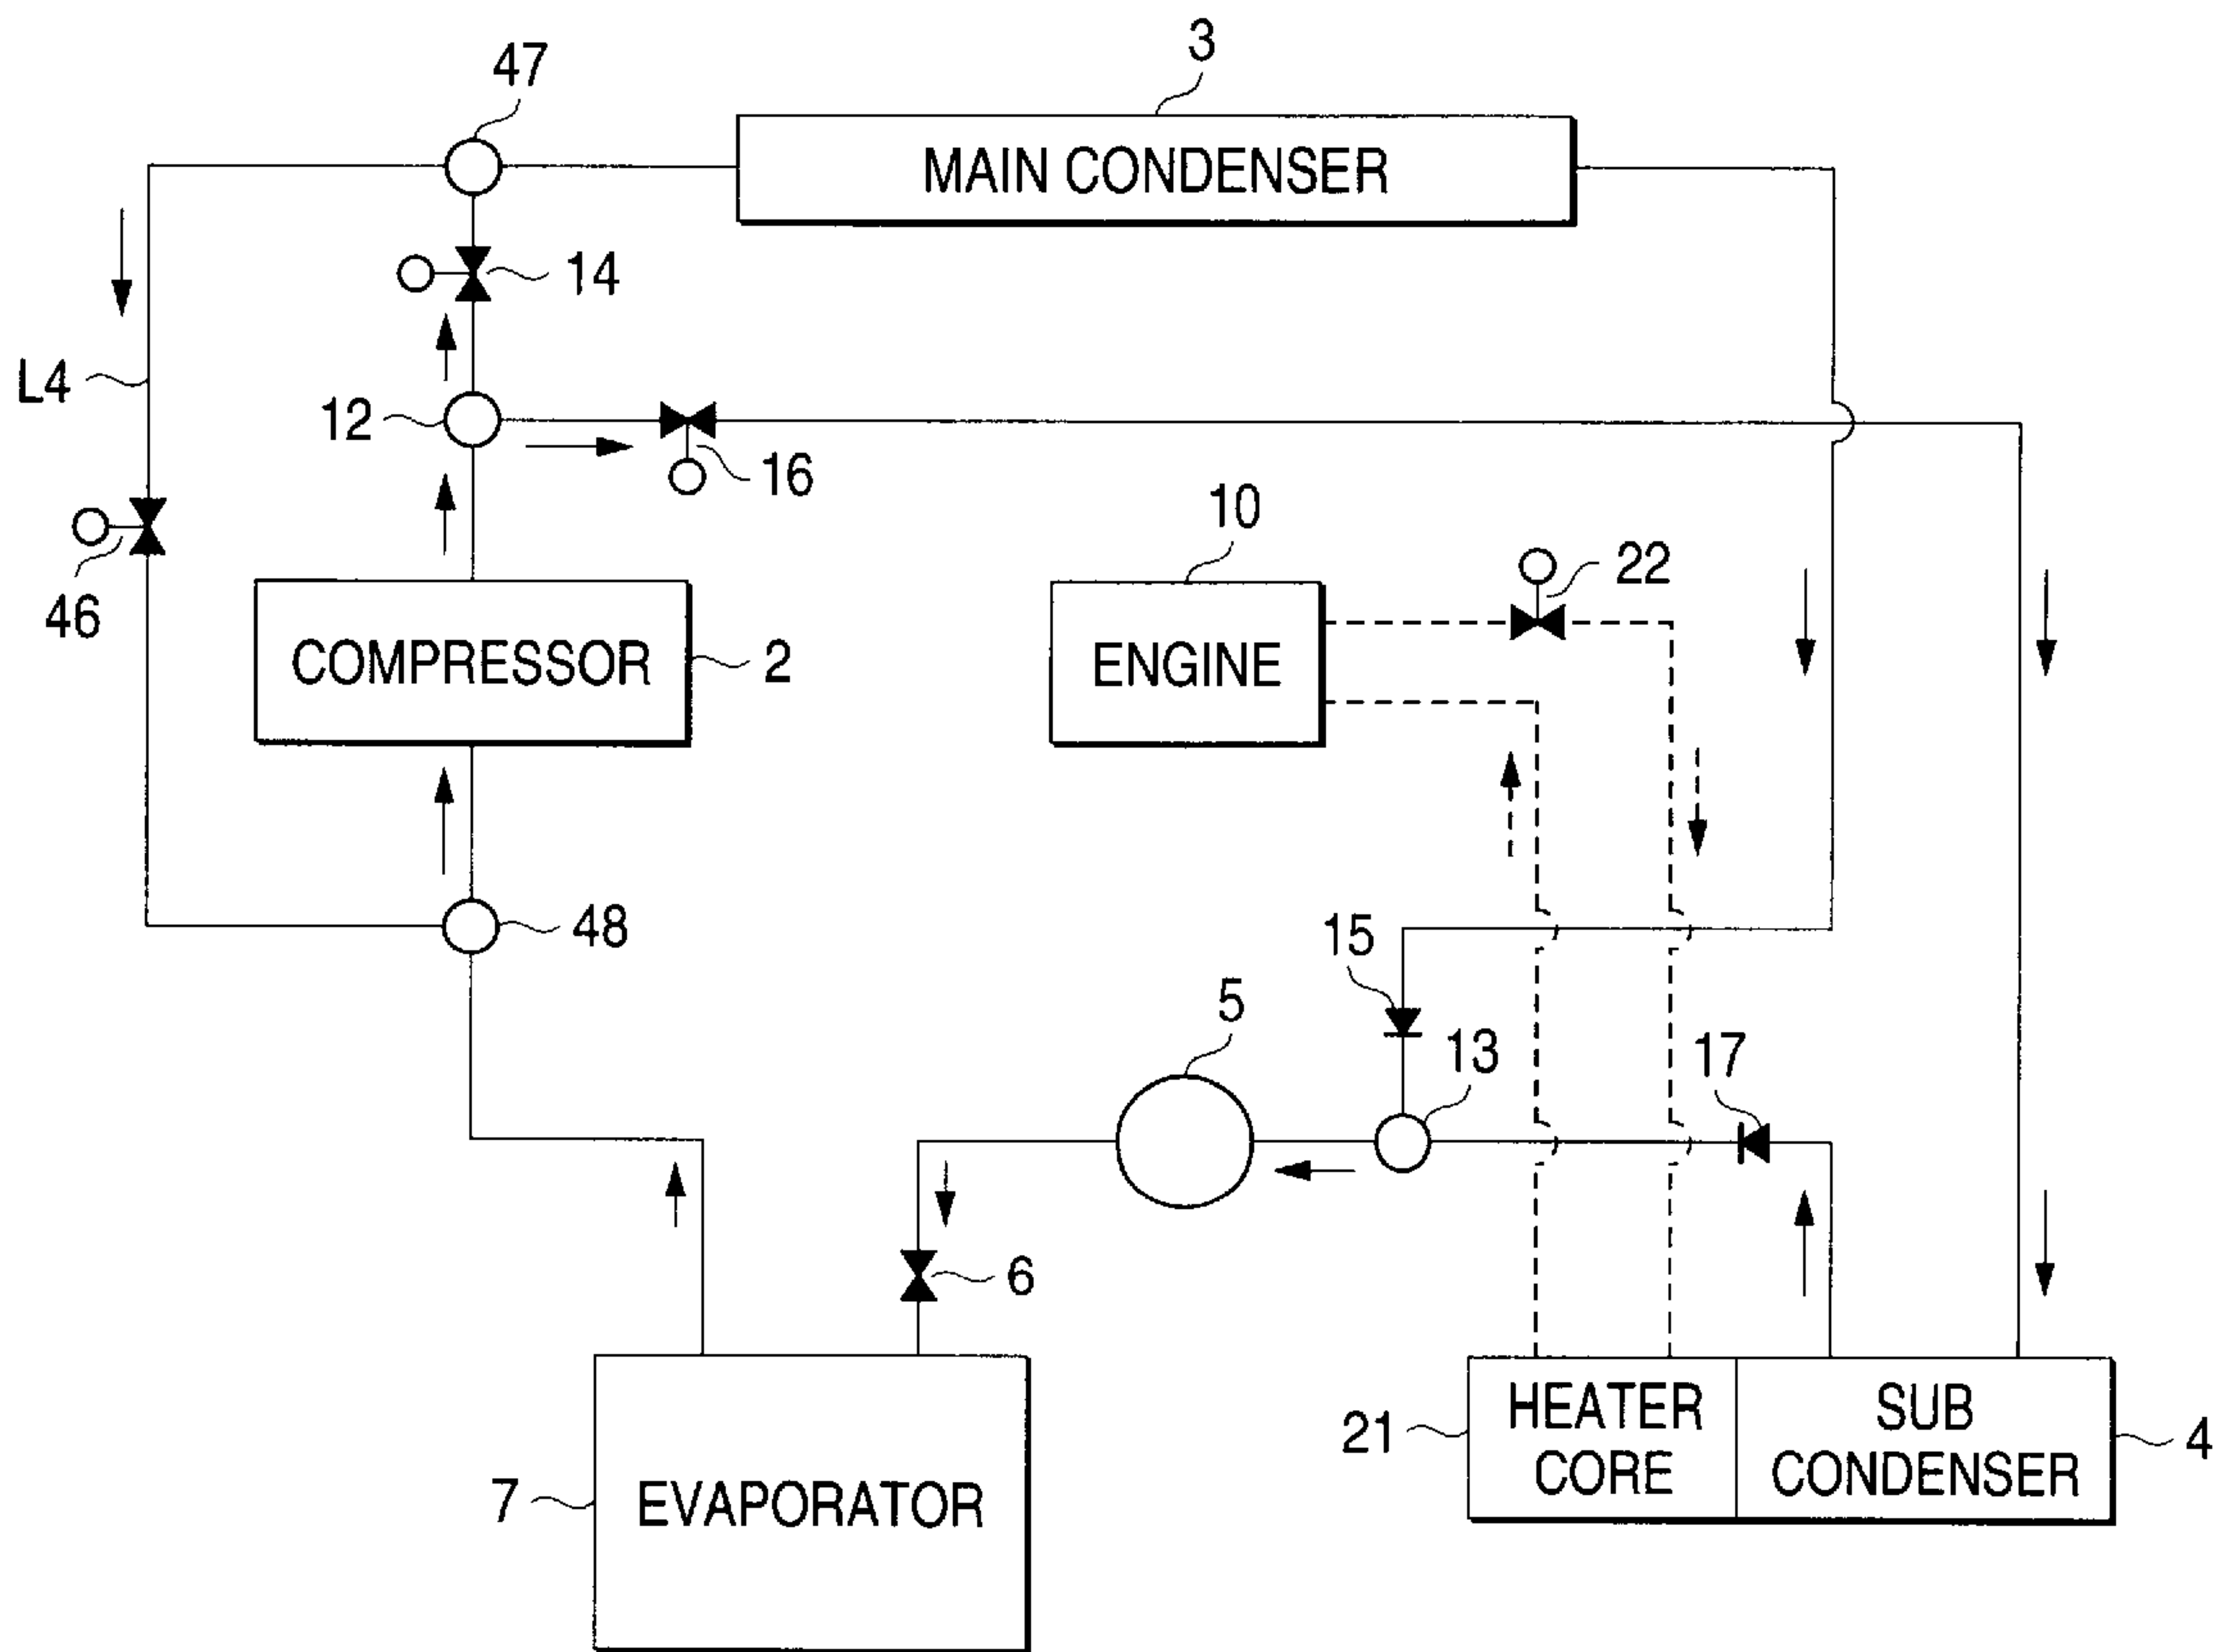 3
47
MAIN CONDENSER
14
L4
12
16
10
22
46
COMPRESSOR
2
ENGINE
48
15
5
13
17
6
HEATER
CORE
SUB
CONDENSER
21
4
7
EVAPORATOR